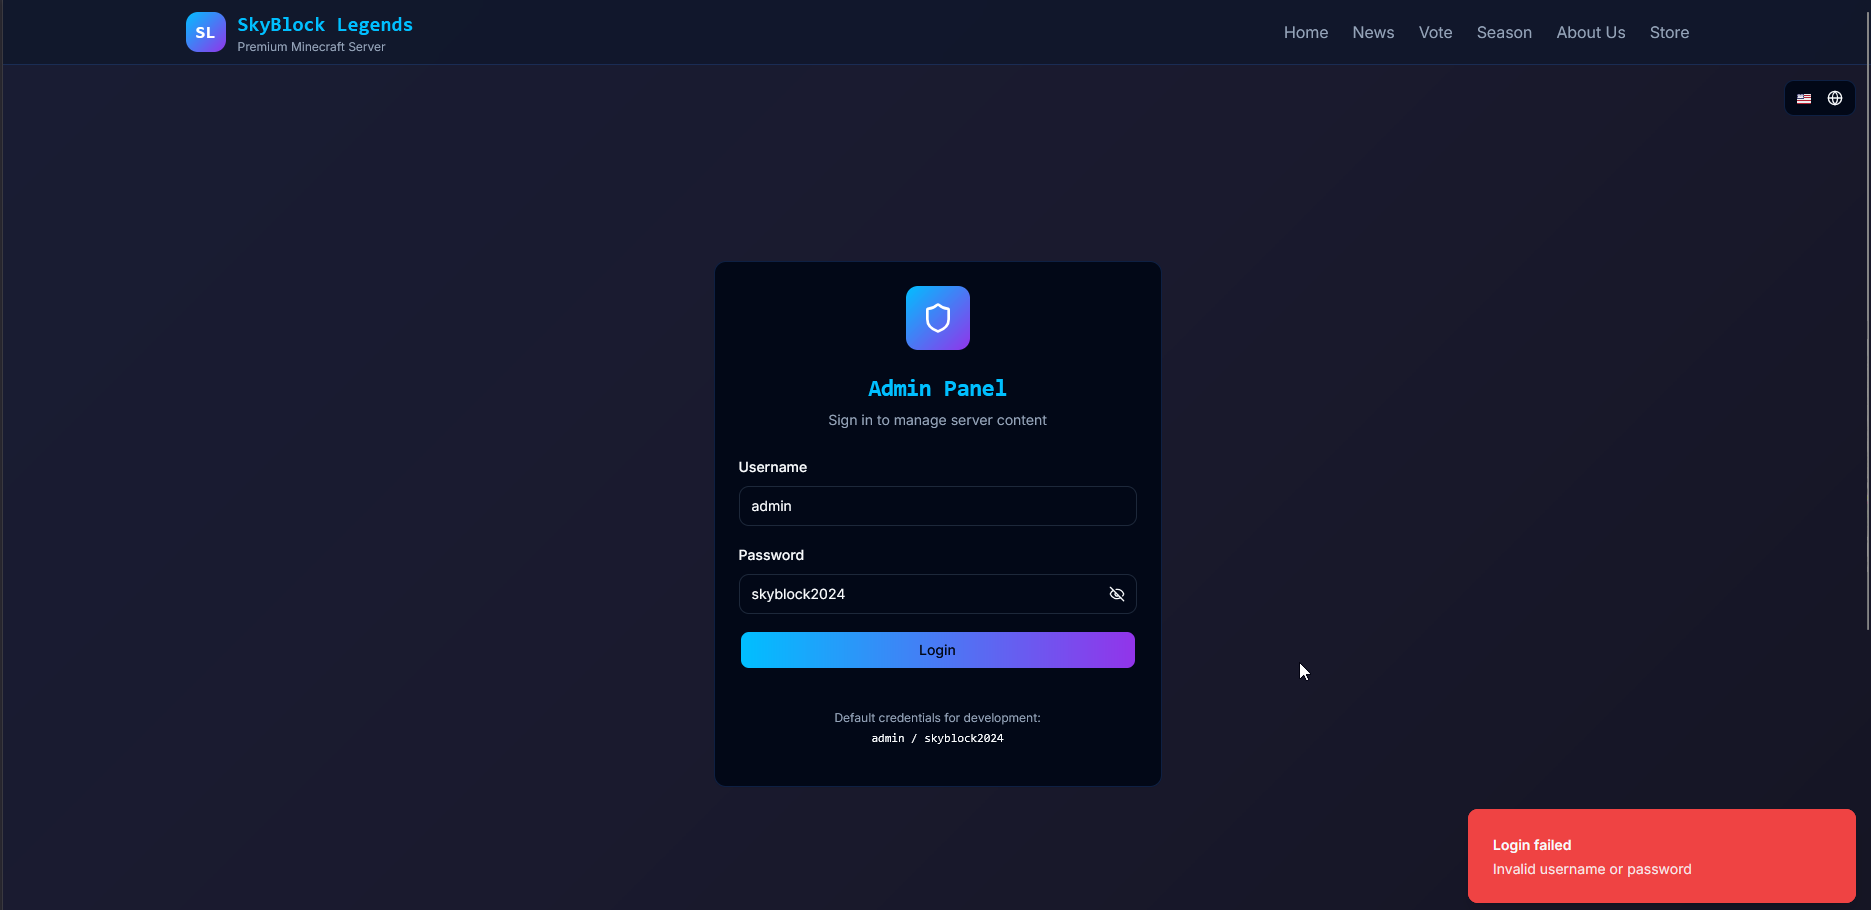 SL
SkyBlock Legends
Premium Minecraft Server
Home
News
Vote
Season
About Us
Store
Admin Panel
Sign in to manage server content
Username
admin
Password
skyblock2024
Login
Default credentials for development:
admin / skyblock2024
Login failed
Invalid username or password